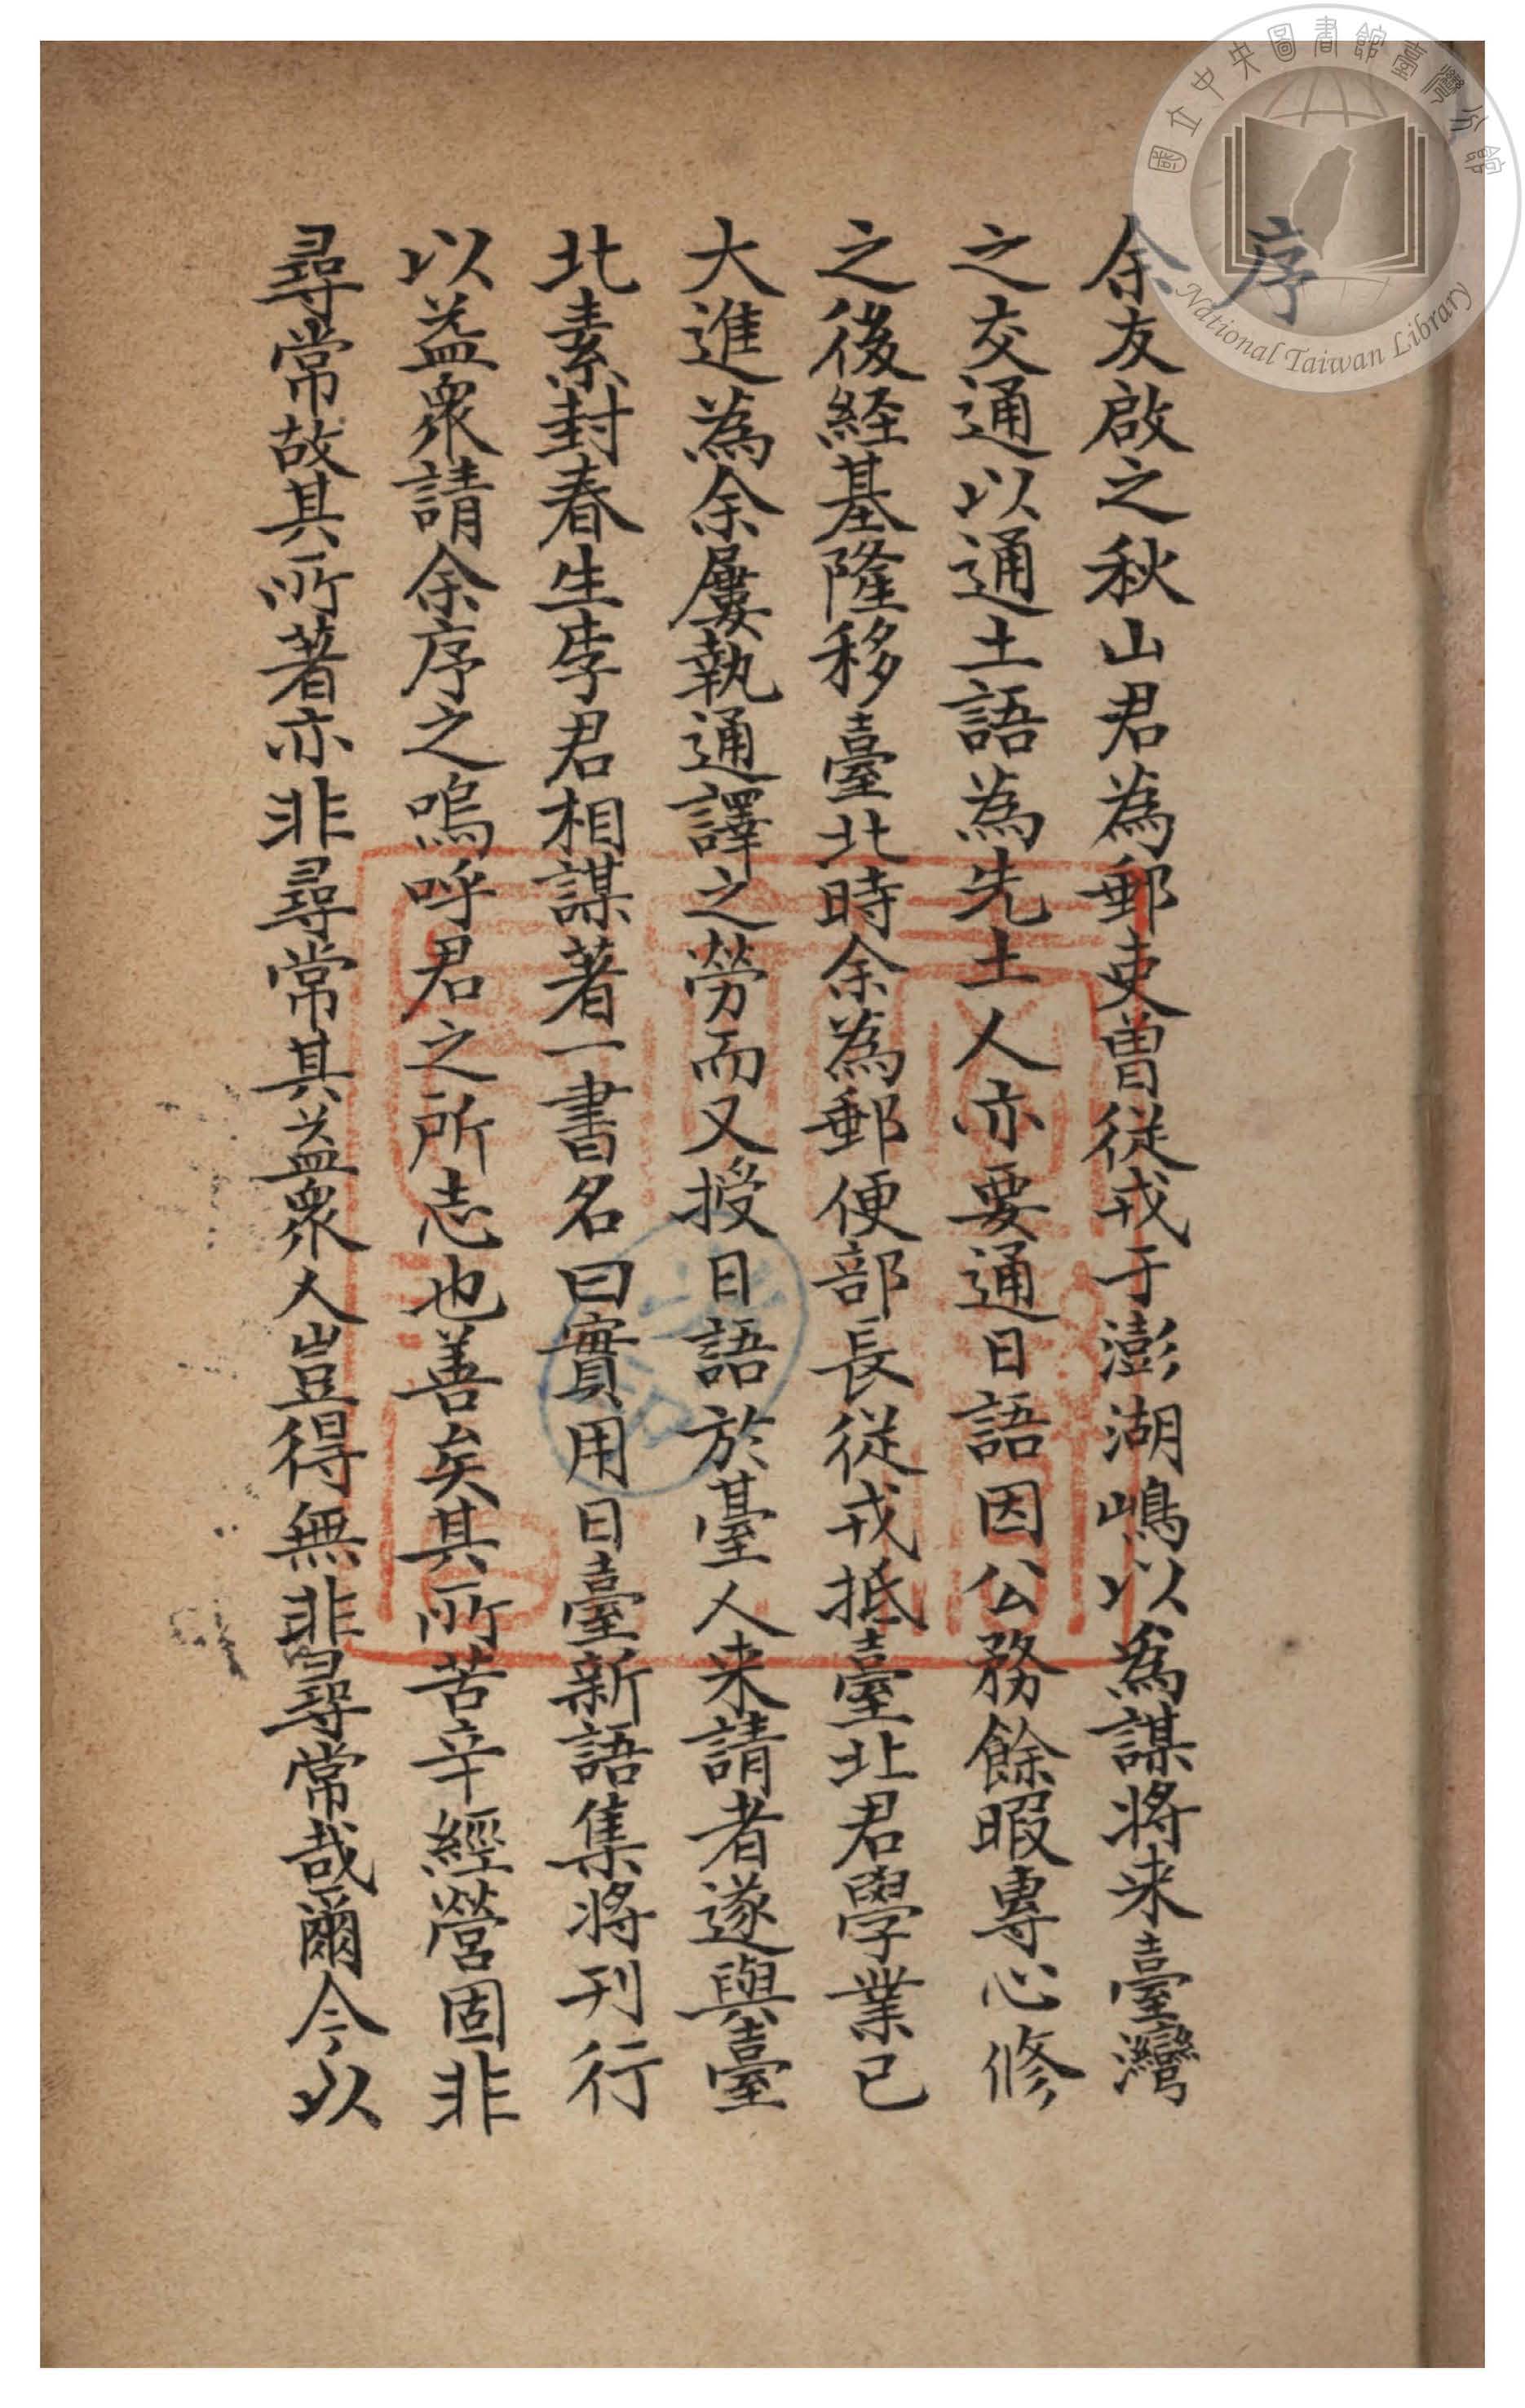 國立中央圖書館臺灣分館
National Taiwan Library
序
余友啟之秋山君為郵吏曽從戎于澎湖嶋以為謀將来臺灣
之交通以通土語為先土人亦要通日語因公務餘暇專心修
之後経基隆移臺北時余為郵便部長從戎抵臺北君學業已
大進為余屢執通譯之勞而又授日語於臺人来請者遂與臺
北素封春生李君相謀著一書名曰實用日臺新語集將刊行
以益衆請余序之嗚呼君之所志也善矣其所苦辛經營固非
尋常故其所著亦非尋常其益衆人豈得無非尋常哉爾今以